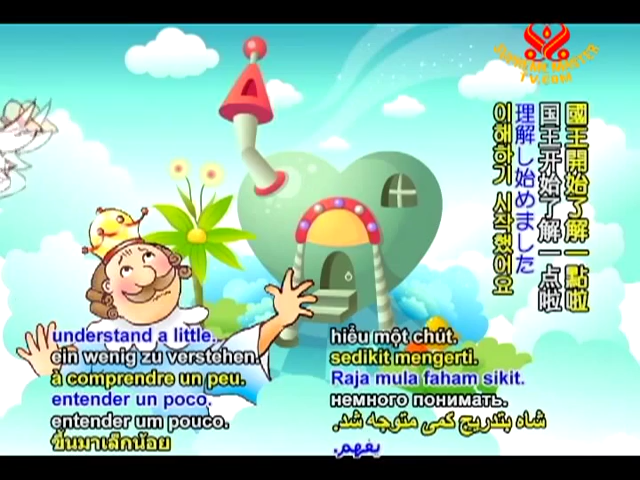 SUPREME MASTER
TV.COM
國王開始了解一點啦
国王开始了解一点啦
理解し始めました
이해하기 시작했어요
understand a little.
ein wenig zu verstehen.
à comprendre un peu.
entender un poco.
entender um pouco.
ขึ้นมาเล็กน้อย
hiểu một chút.
sedikit mengerti.
Raja mula faham sikit.
немного понимать.
شاه بتدریج کمی متوجه شد.
يفهم.